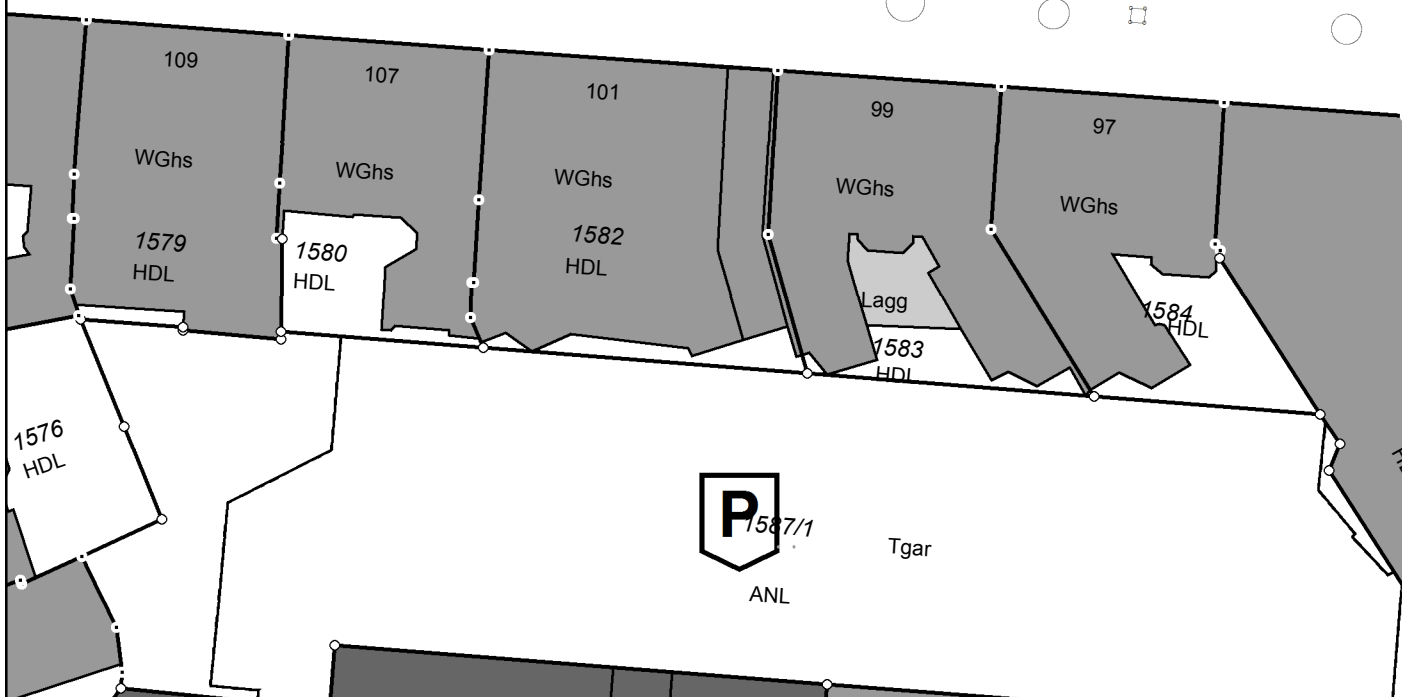 109
107
101
99
97
WGhs
WGhs
WGhs
WGhs
WGhs
1579
HDL
1580
HDL
1582
HDL
Lagg
1583
HDL
1584
HDL
1576
HDL
P
1587/1
Tgar
ANL